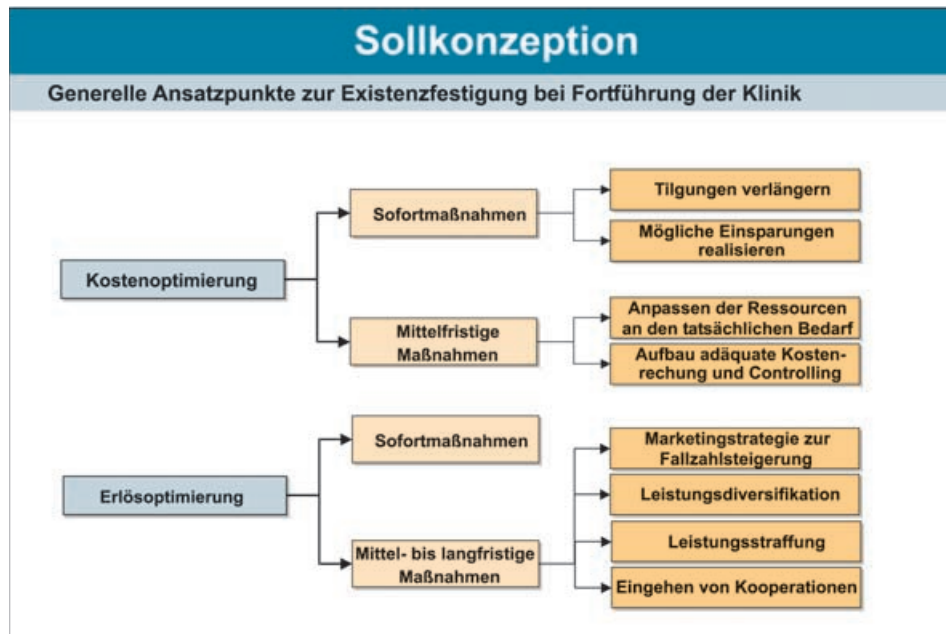 Sollkonzeption
Generelle Ansatzpunkte zur Existenzfestigung bei Fortführung der Klinik
Kostenoptimierung
Sofortmaßnahmen
Tilgungen verlängern
Mögliche Einsparungen
realisieren
Mittelfristige
Maßnahmen
Anpassen der Ressourcen
an den tatsächlichen Bedarf
Aufbau adäquate Kosten-
rechung und Controlling
Erlösoptimierung
Sofortmaßnahmen
Mittel- bis langfristige
Maßnahmen
Marketingstrategie zur
Fallzahlsteigerung
Leistungsdiversifikation
Leistungsstraffung
Eingehen von Kooperationen